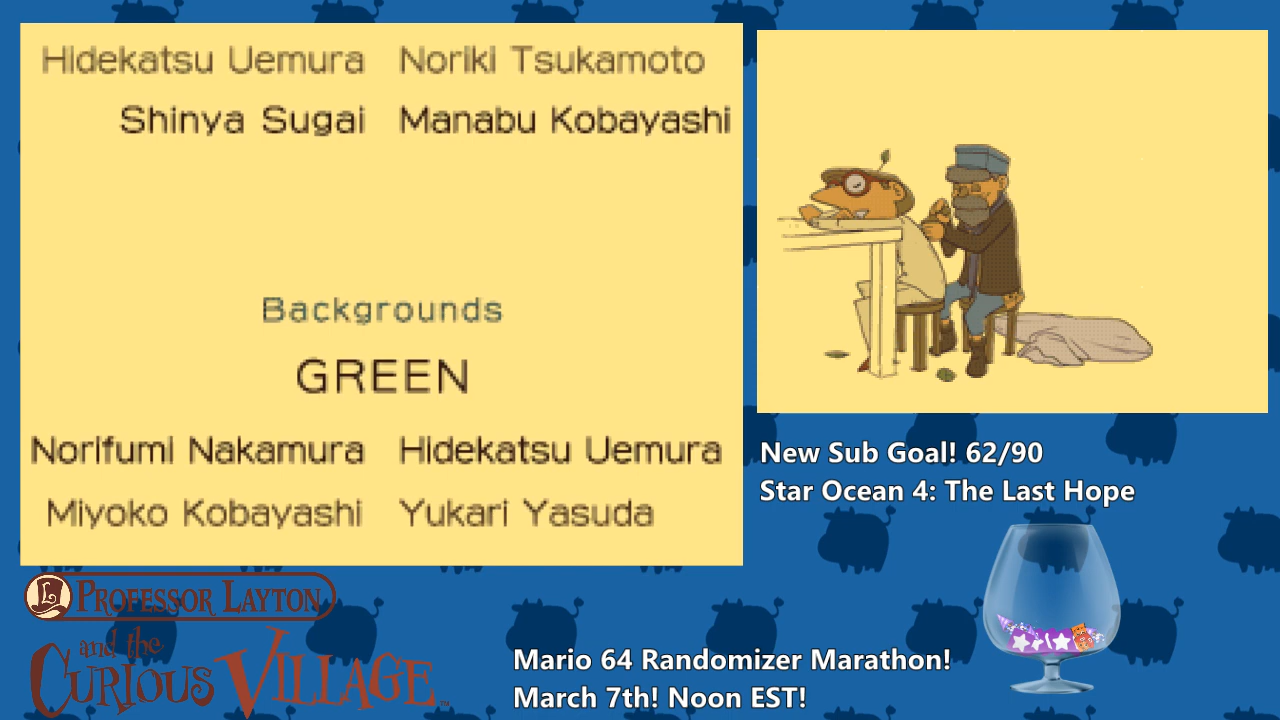 Hidekatsu Uemura Noriki Tsukamoto
Shinya Sugai Manabu Kobayashi
Backgrounds
GREEN
Norifumi Nakamura Hidekatsu Uemura
Miyoko Kobayashi Yukari Yasuda
New Sub Goal! 62/90
Star Ocean 4: The Last Hope
L PROFESSOR LAYTON
and the
CURIOUS VILLAGE™
Mario 64 Randomizer Marathon!
March 7th! Noon EST!